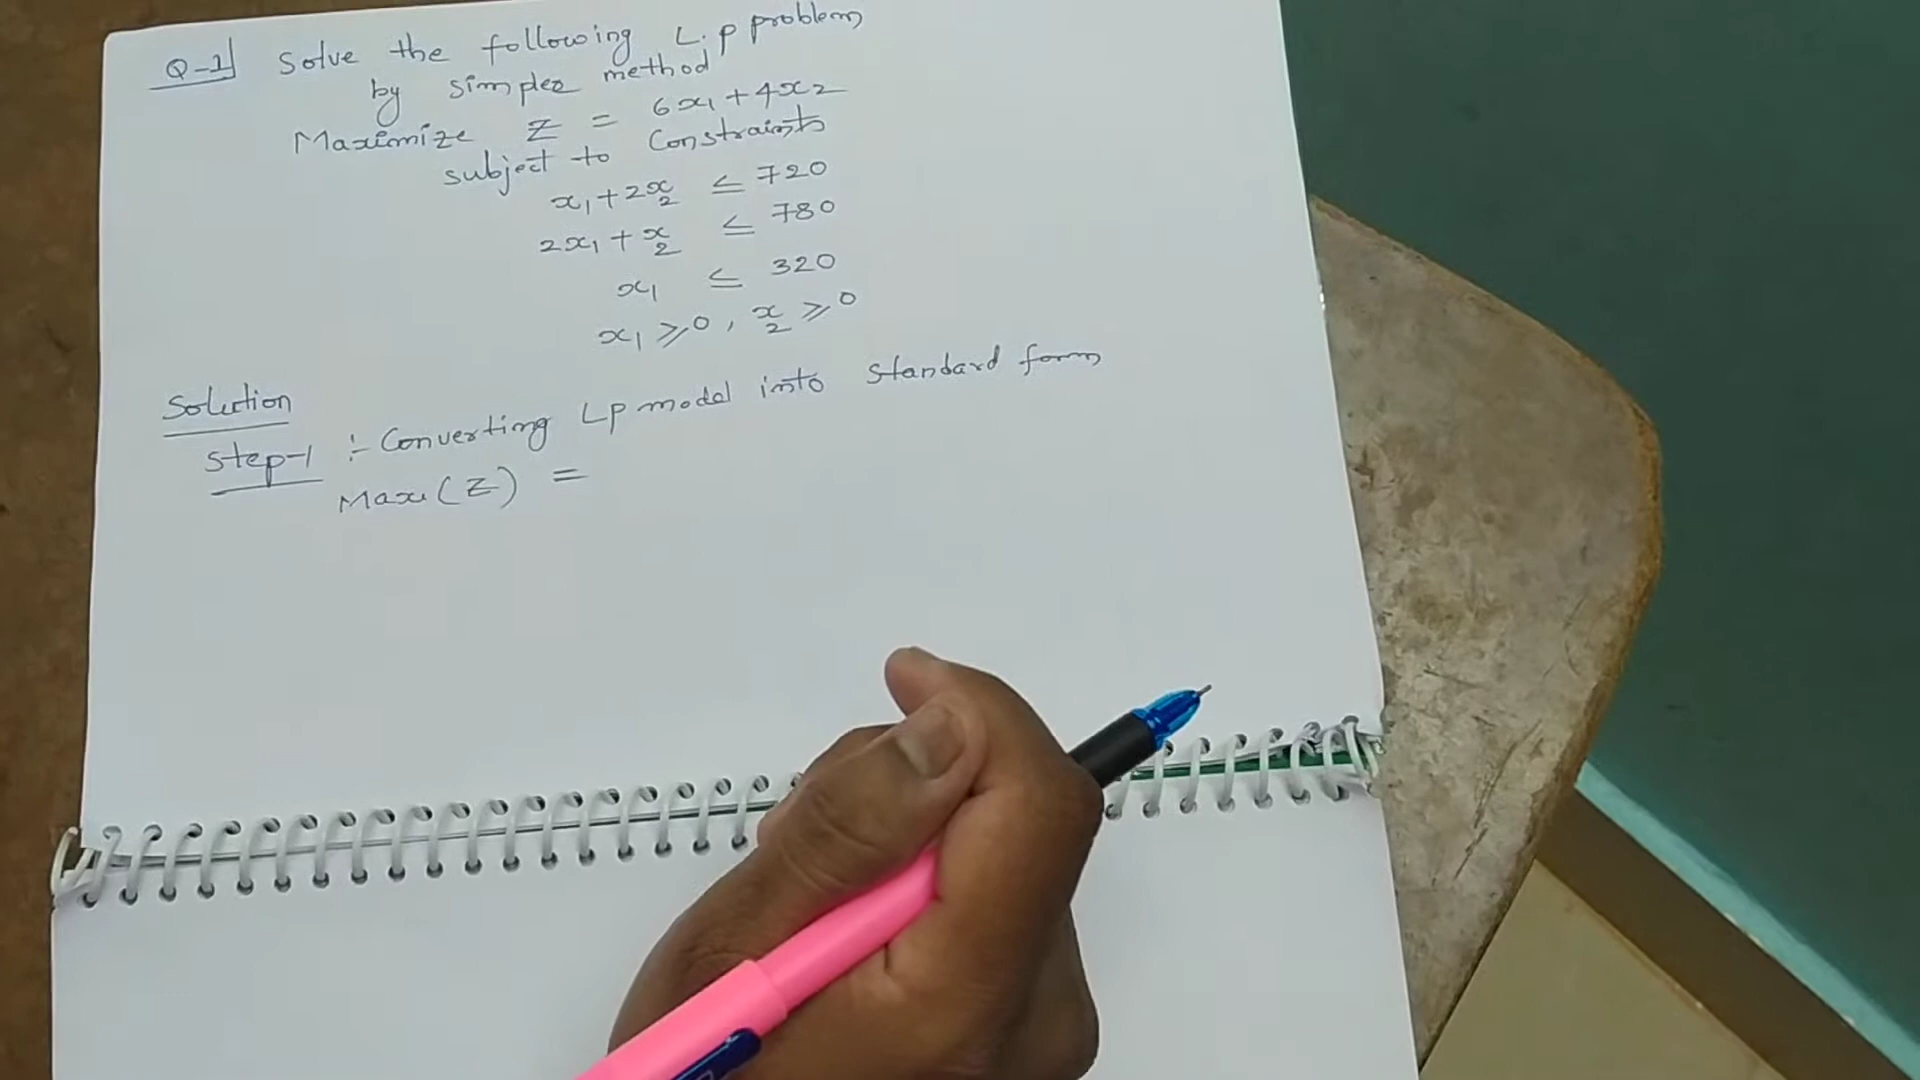 Q-1 Solve the following L.P problem
by simplex method
Maximize Z = 6x₁ + 4x₂
subject to Constraints
x₁ + 2x₂ ≤ 720
2x₁ + x₂ ≤ 780
x₁ ≤ 320
x₁ ≥ 0, x₂ ≥ 0
Solution
Step-1 :- Converting LP model into standard form
Max(Z) =